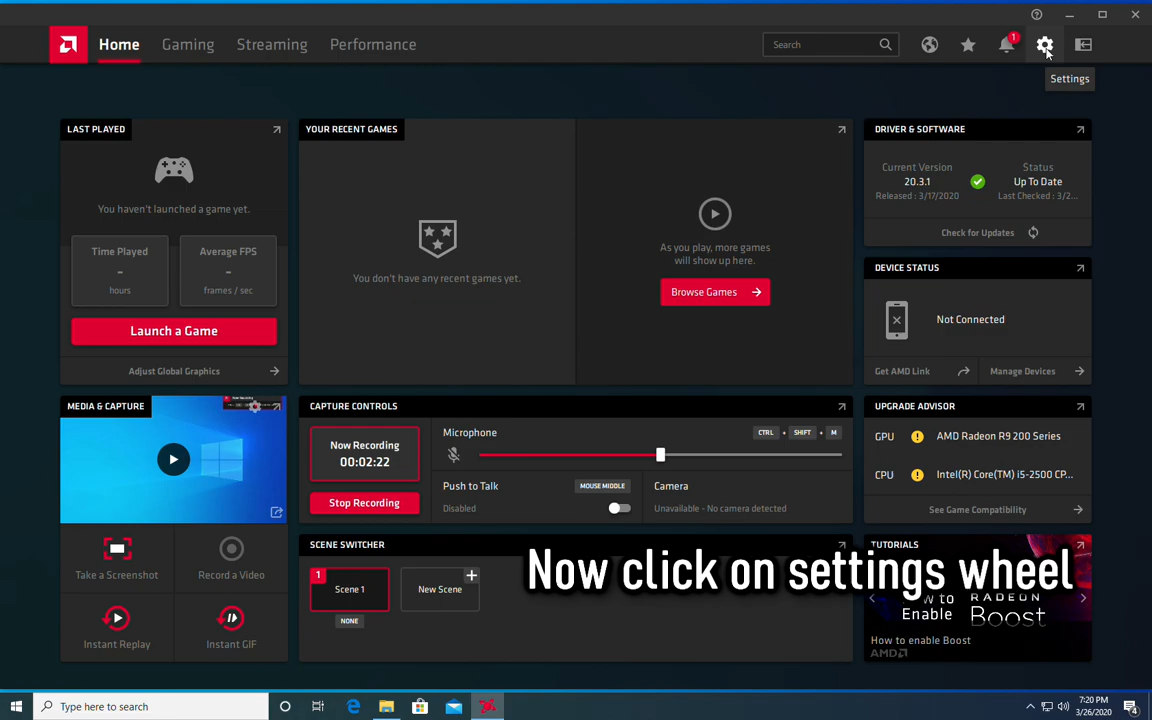 Home
Gaming
Streaming
Performance
Search
1
Settings
LAST PLAYED
You haven't launched a game yet.
Time Played
-
hours
Average FPS
-
frames / sec
Launch a Game
Adjust Global Graphics
YOUR RECENT GAMES
You don't have any recent games yet.
As you play, more games
will show up here.
Browse Games
DRIVER & SOFTWARE
Current Version
20.3.1
Released : 3/17/2020
Status
Up To Date
Last Checked : 3/2...
Check for Updates
DEVICE STATUS
Not Connected
Get AMD Link
Manage Devices
MEDIA & CAPTURE
Take a Screenshot
Record a Video
Instant Replay
Instant GIF
CAPTURE CONTROLS
Now Recording
00:02:22
Stop Recording
Microphone
CTRL • SHIFT • M
Push to Talk
MOUSE MIDDLE
Disabled
Camera
Unavailable - No camera detected
SCENE SWITCHER
1
Scene 1
NONE
New Scene
UPGRADE ADVISOR
GPU
AMD Radeon R9 200 Series
CPU
Intel(R) Core(TM) i5-2500 CP...
See Game Compatibility
TUTORIALS
Now click on settings wheel
Enable
RADEON
Boost
How to enable Boost
AMD
Type here to search
7:20 PM
3/26/2020
4